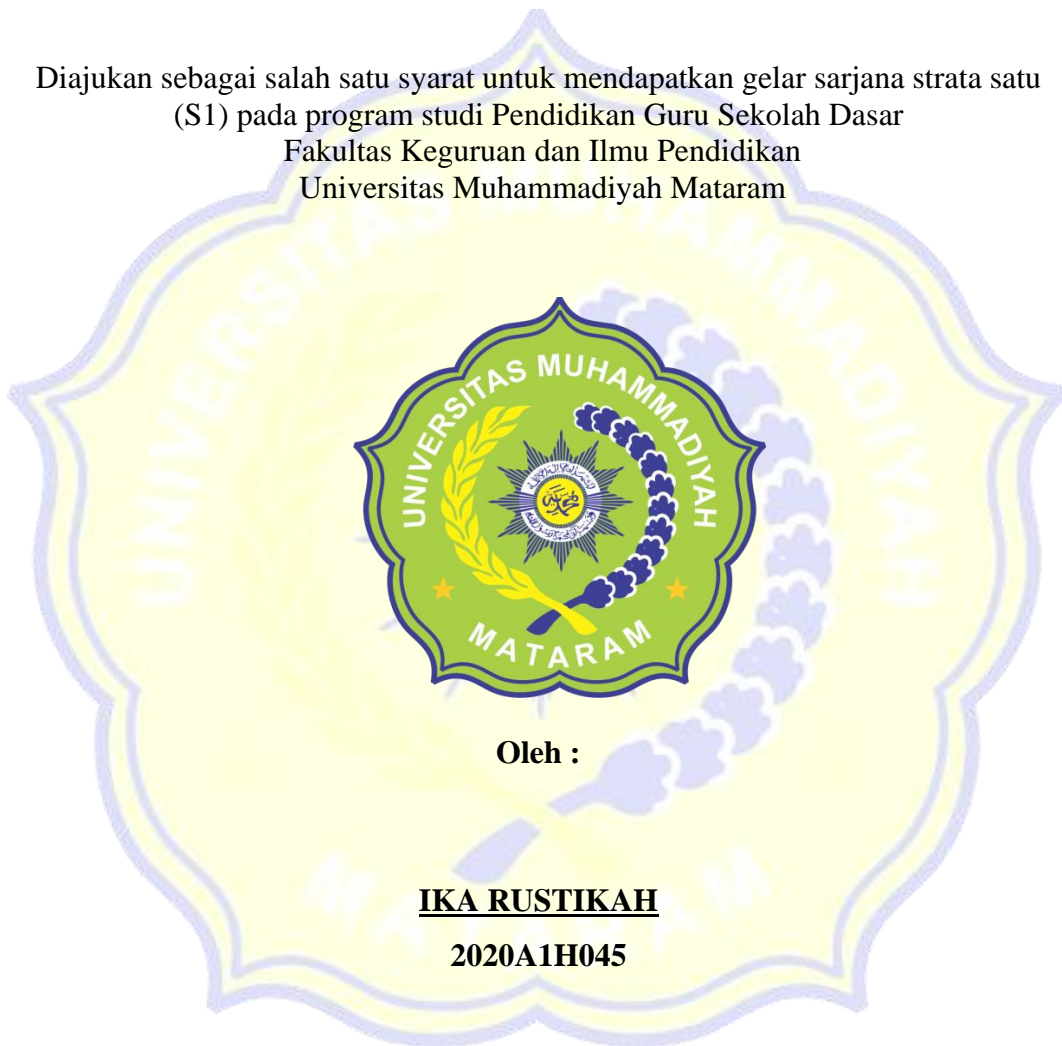 Diajukan sebagai salah satu syarat untuk mendapatkan gelar sarjana strata satu
(S1) pada program studi Pendidikan Guru Sekolah Dasar
Fakultas Keguruan dan Ilmu Pendidikan
Universitas Muhammadiyah Mataram
UNIVERSITAS MUHAMMADIYAH
MATARAM
Oleh :
IKA RUSTIKAH
2020A1H045